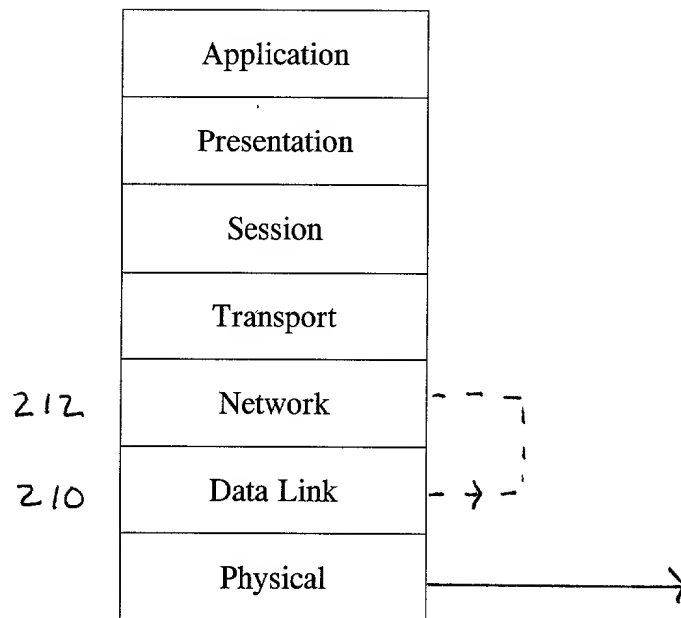 Application
Presentation
Session
Transport
212 Network
210 Data Link
Physical